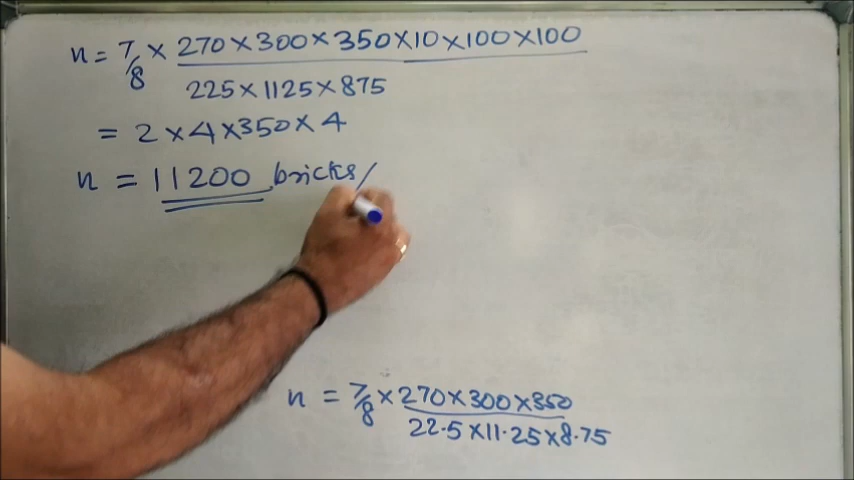 n = 7/8 × 270×300×350×10×100×100
225×1125×875
= 2×4×350×4
n = 11200 bricks/
n = 7/8 × 270×300×350
22.5×11.25×8.75